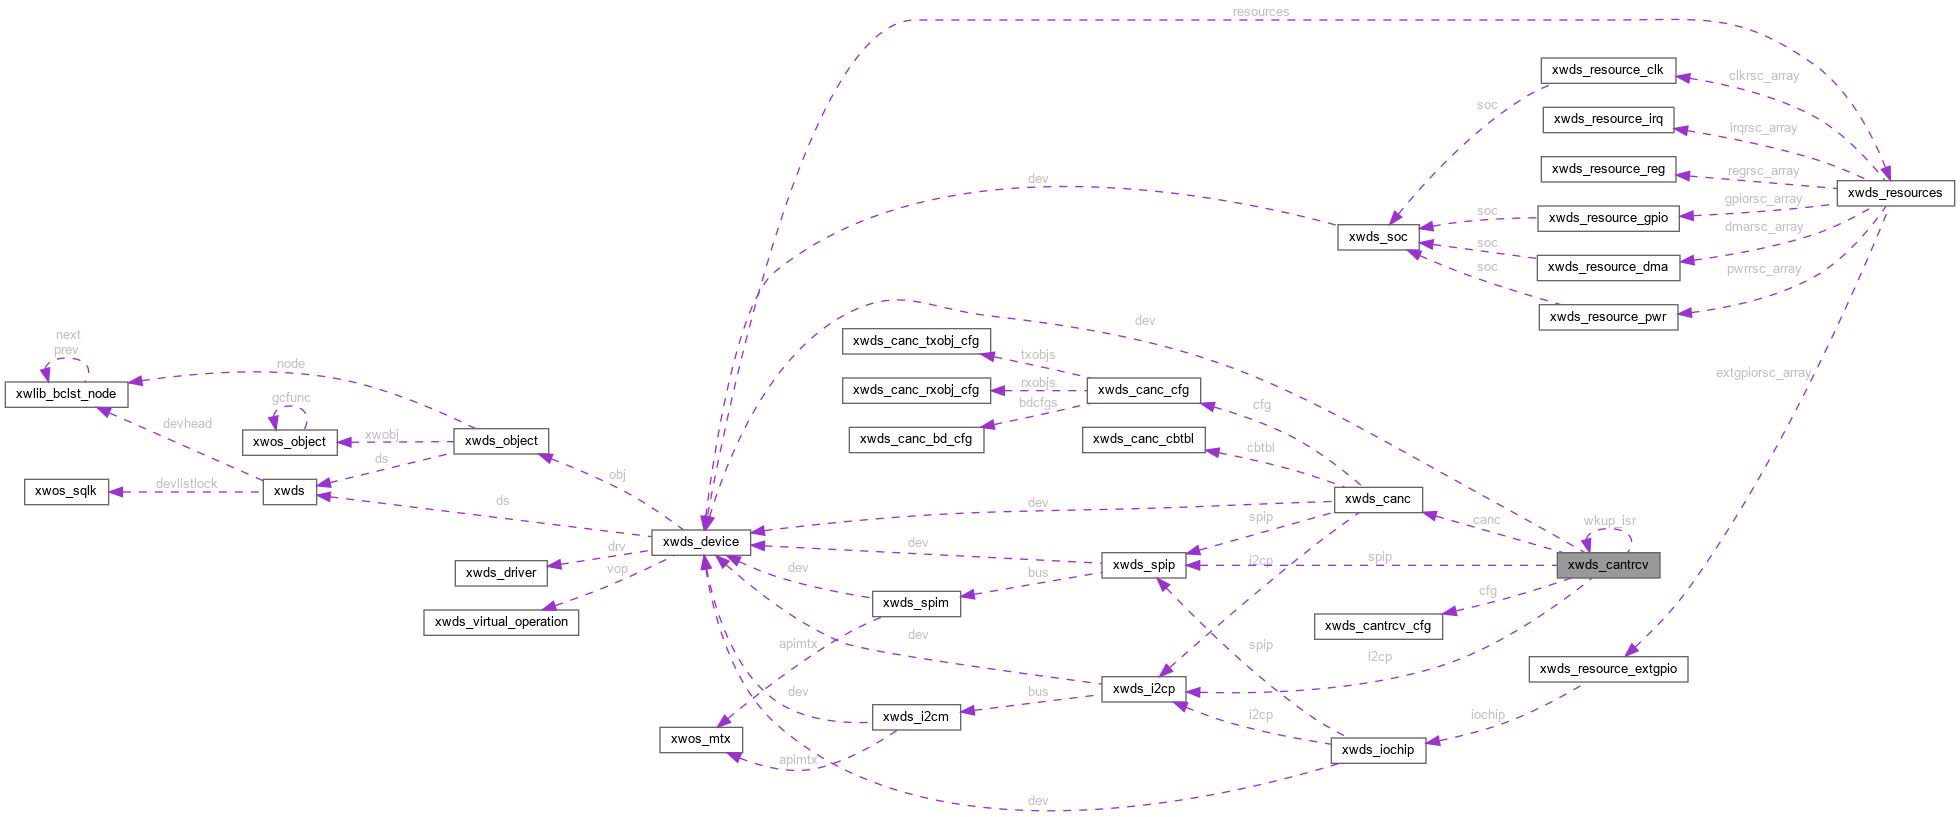 resources
xwds_resource_clk
clkrsc_array
soc
xwds_resource_irq
irqrsc_array
xwds_resource_reg
regrsc_array
dev
xwds_resources
gpiorsc_array
soc
xwds_resource_gpio
dmarsc_array
xwds_soc
soc
xwds_resource_dma
soc
pwrrsc_array
xwds_resource_pwr
dev
next
prev
xwds_canc_txobj_cfg
txobjs
node
extgpiorsc_array
xwlib_bclst_node
xwds_canc_rxobj_cfg
rxobjs
xwds_canc_cfg
gcfunc
bdcfgs
cfg
devhead
xwos_object
xwobj
xwds_object
xwds_canc_bd_cfg
xwds_canc_cbtbl
cbtbl
ds
obj
xwos_sqlk
devlistlock
xwds
ds
xwds_canc
dev
spip
canc
wkup_isr
xwds_device
drv
dev
i2cp
spip
xwds_cantrcv
xwds_driver
vop
dev
bus
xwds_spip
cfg
xwds_spim
xwds_virtual_operation
xwds_cantrcv_cfg
apimtx
dev
spip
i2cp
xwds_resource_extgpio
dev
bus
xwds_i2cp
xwds_i2cm
i2cp
iochip
xwos_mtx
apimtx
xwds_iochip
dev